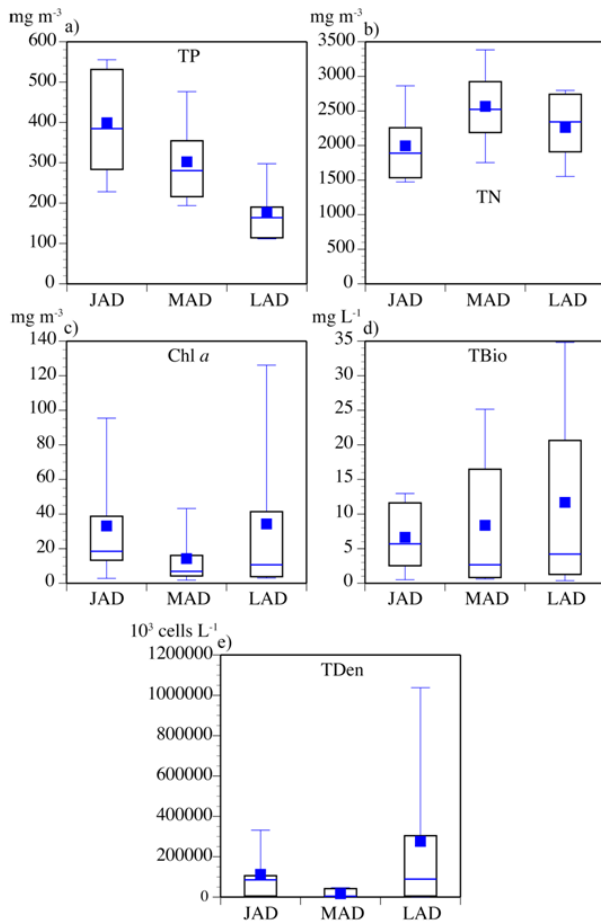 mg m⁻³ mg m⁻³
a) b)
TP
TN
600
500
400
300
200
100
0
3500
3000
2500
2000
1500
1000
500
0
JAD MAD LAD JAD MAD LAD
mg m⁻³ mg L⁻¹
c) d)
Chl a TBio
140
120
100
80
60
40
20
0
35
30
25
20
15
10
5
0
JAD MAD LAD JAD MAD LAD
10³ cells L⁻¹
e)
TDen
1200000
1000000
800000
600000
400000
200000
0
JAD MAD LAD